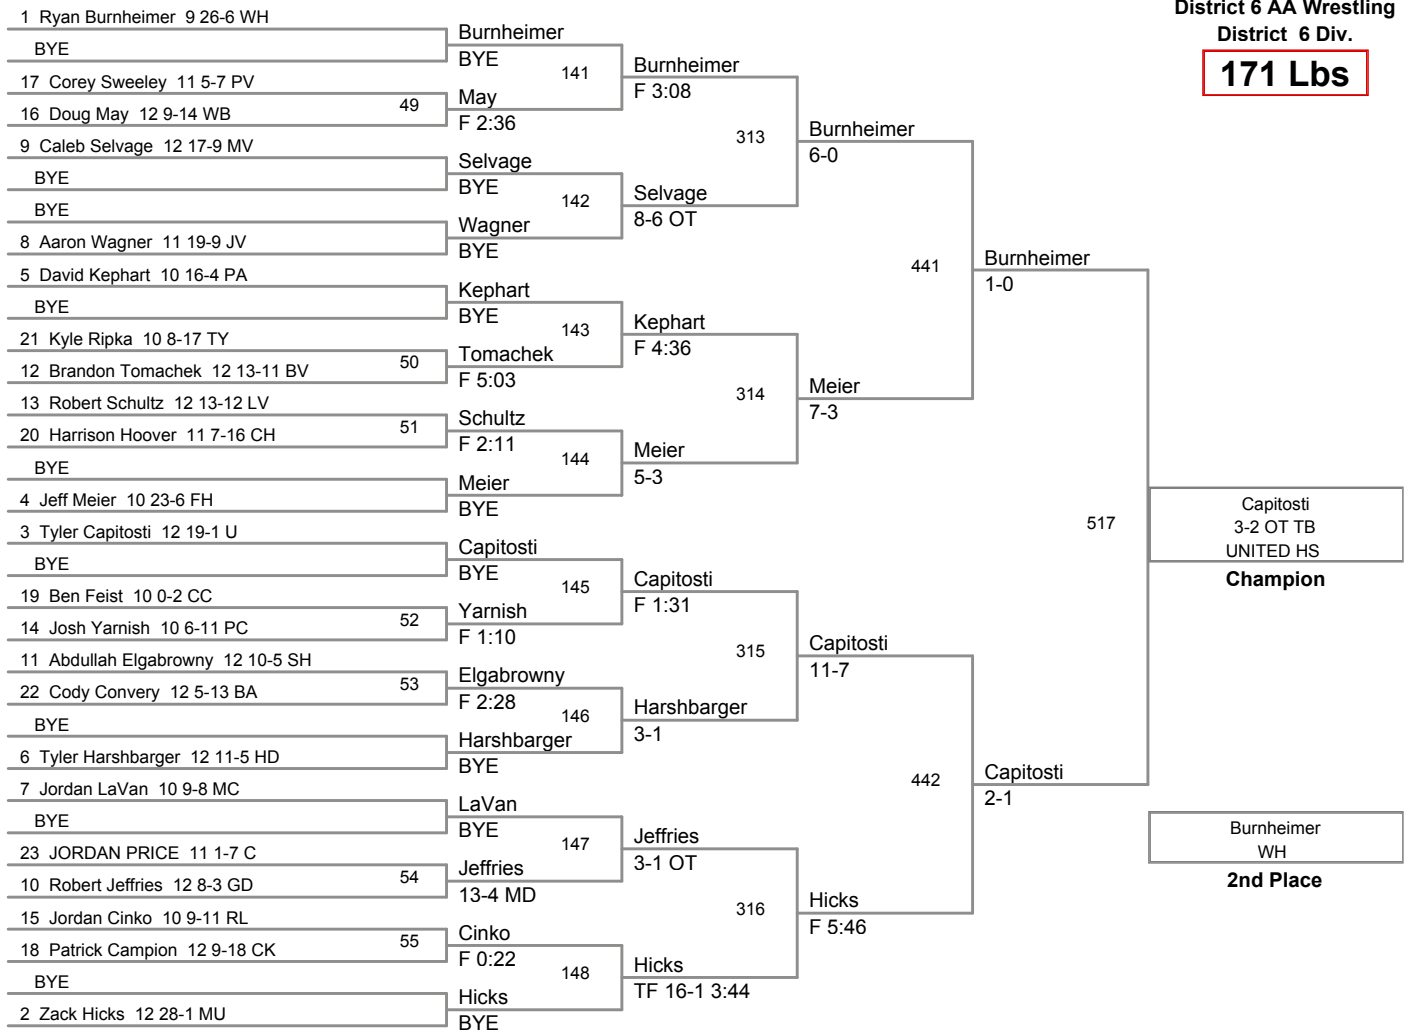 District 6 AA Wrestling
District 6 Div.
171 Lbs
1 Ryan Burnheimer 9 26-6 WH
BYE
17 Corey Sweeley 11 5-7 PV
16 Doug May 12 9-14 WB
9 Caleb Selvage 12 17-9 MV
BYE
BYE
8 Aaron Wagner 11 19-9 JV
5 David Kephart 10 16-4 PA
BYE
21 Kyle Ripka 10 8-17 TY
12 Brandon Tomachek 12 13-11 BV
13 Robert Schultz 12 13-12 LV
20 Harrison Hoover 11 7-16 CH
BYE
4 Jeff Meier 10 23-6 FH
3 Tyler Capitosti 12 19-1 U
BYE
19 Ben Feist 10 0-2 CC
14 Josh Yarnish 10 6-11 PC
11 Abdullah Elgabrowny 12 10-5 SH
22 Cody Convery 12 5-13 BA
BYE
6 Tyler Harshbarger 12 11-5 HD
7 Jordan LaVan 10 9-8 MC
BYE
23 JORDAN PRICE 11 1-7 C
10 Robert Jeffries 12 8-3 GD
15 Jordan Cinko 10 9-11 RL
18 Patrick Campion 12 9-18 CK
BYE
2 Zack Hicks 12 28-1 MU
49
50
51
52
53
54
55
Burnheimer
BYE
May
F 2:36
Selvage
BYE
Wagner
BYE
Kephart
BYE
Tomachek
F 5:03
Schultz
F 2:11
Meier
BYE
Capitosti
BYE
Yarnish
F 1:10
Elgabrowny
F 2:28
Harshbarger
BYE
LaVan
BYE
Jeffries
13-4 MD
Cinko
F 0:22
Hicks
BYE
141
142
143
144
145
146
147
148
Burnheimer
F 3:08
Selvage
8-6 OT
Kephart
F 4:36
Meier
5-3
Capitosti
F 1:31
Harshbarger
3-1
Jeffries
3-1 OT
Hicks
TF 16-1 3:44
313
314
315
316
Burnheimer
6-0
Meier
7-3
Capitosti
11-7
Hicks
F 5:46
441
442
Burnheimer
1-0
Capitosti
2-1
517
Capitosti
3-2 OT TB
UNITED HS
Champion
Burnheimer
WH
2nd Place